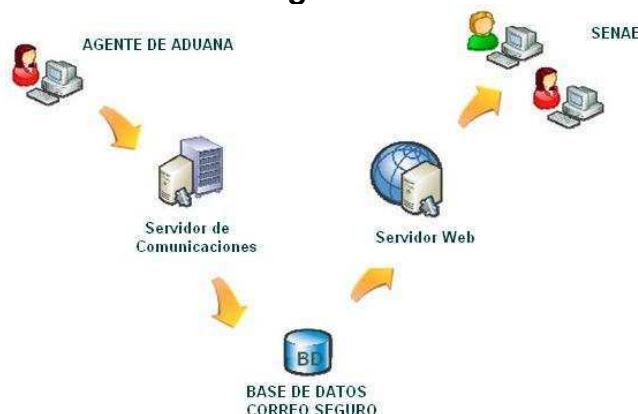 AGENTE DE ADUANA
SENAE
Servidor de
Comunicaciones
Servidor Web
BD
BASE DE DATOS
CORREO SEGURO